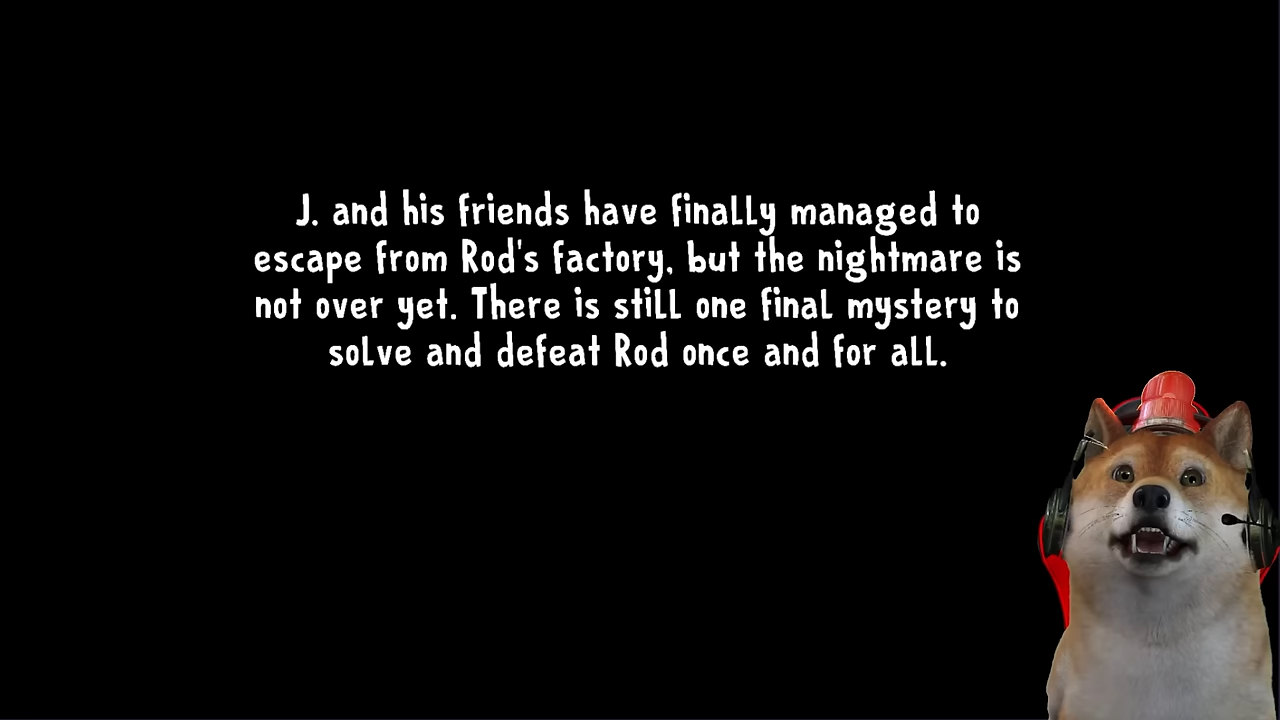 J. and his friends have finally managed to
escape from Rod's factory, but the nightmare is
not over yet. There is still one final mystery to
solve and defeat Rod once and for all.